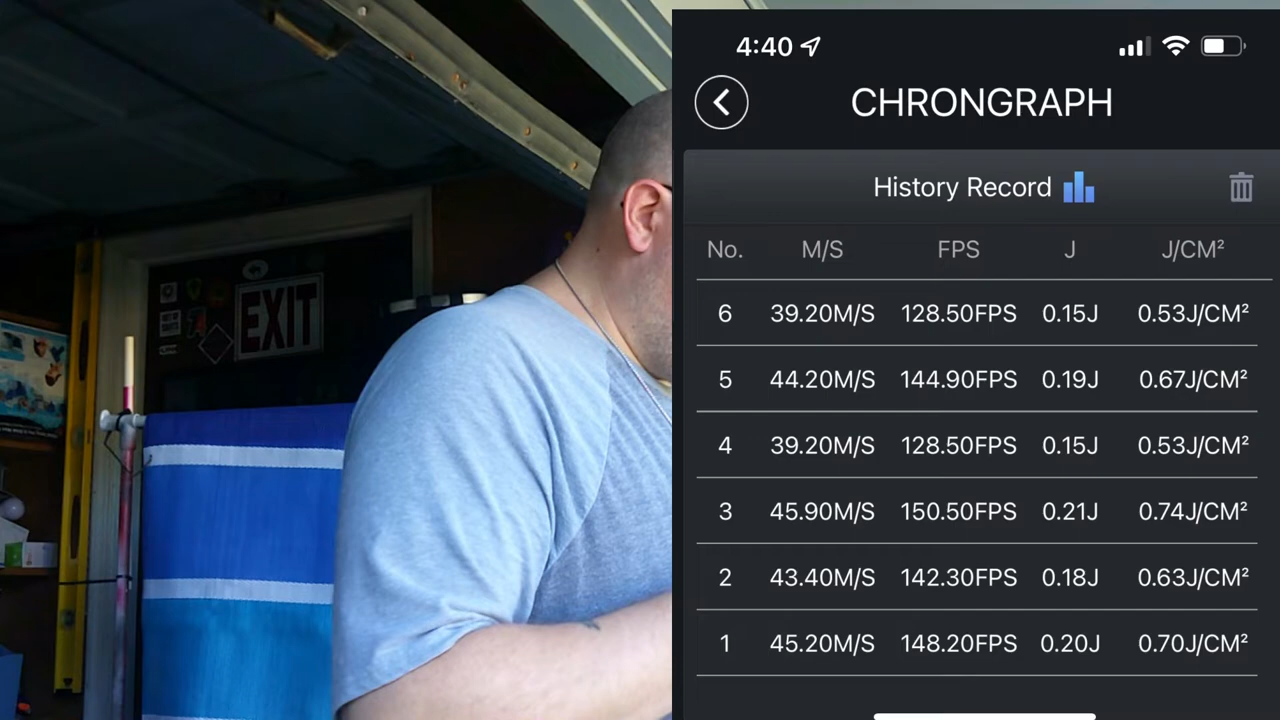 EXIT
4:40
CHRONGRAPH
History Record
No. M/S FPS J J/CM²
6 39.20M/S 128.50FPS 0.15J 0.53J/CM²
5 44.20M/S 144.90FPS 0.19J 0.67J/CM²
4 39.20M/S 128.50FPS 0.15J 0.53J/CM²
3 45.90M/S 150.50FPS 0.21J 0.74J/CM²
2 43.40M/S 142.30FPS 0.18J 0.63J/CM²
1 45.20M/S 148.20FPS 0.20J 0.70J/CM²